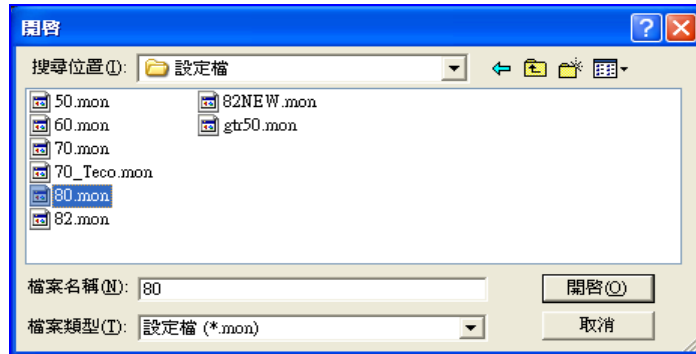 開啓
搜尋位置(I): 設定檔
50.mon
60.mon
70.mon
70_Teco.mon
80.mon
82.mon
82NEW.mon
gtr50.mon
檔案名稱(N): 80
開啓(O)
檔案類型(T): 設定檔 (*.mon)
取消